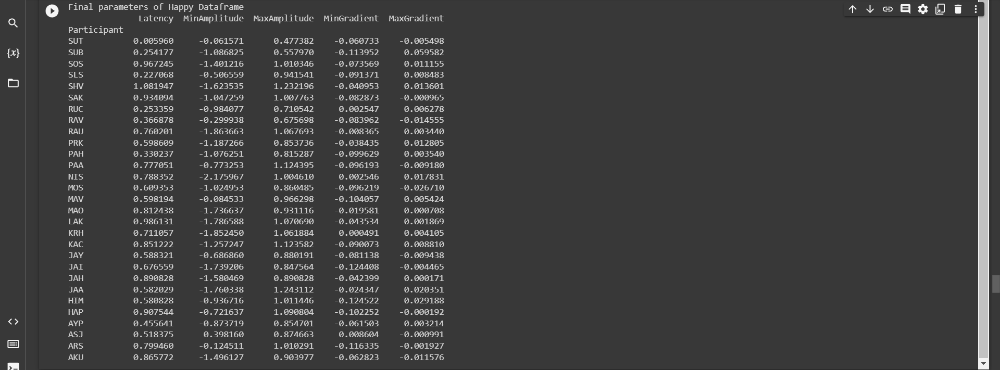 Final parameters of Happy Dataframe
Latency MinAmplitude MaxAmplitude MinGradient MaxGradient
Participant
SUT 0.005960 -0.061571 0.477382 -0.060733 -0.005498
SUB 0.254177 -1.086825 0.557970 -0.113952 0.059582
SOS 0.967245 -1.401216 1.010346 -0.073569 0.011155
SLS 0.227068 -0.506559 0.941541 -0.091371 0.008483
SHV 1.081947 -1.623535 1.232196 -0.040953 0.013601
SAK 0.934094 -1.047259 1.007763 -0.082873 -0.000965
RUC 0.253359 -0.984077 0.710542 0.002547 0.006278
RAV 0.366878 -0.299938 0.675698 -0.083962 -0.014555
RAU 0.760201 -1.863663 1.067693 -0.008365 0.003440
PRK 0.598609 -1.187266 0.853736 -0.038435 0.012805
PAH 0.330237 -1.076251 0.815287 -0.099629 0.003540
PAA 0.777051 -0.773253 1.124395 -0.096193 -0.009180
NIS 0.788352 -2.175967 1.004610 0.002546 0.017831
MOS 0.609353 -1.024953 0.860485 -0.096219 -0.026710
MAV 0.598194 -0.084533 0.966298 -0.104057 0.005424
MAO 0.812438 -1.736637 0.931116 -0.019581 0.000708
LAK 0.986131 -1.786588 1.070690 -0.043534 0.001869
KRH 0.711057 -1.852450 1.061884 0.000491 0.004105
KAC 0.851222 -1.257247 1.123582 -0.090073 0.008810
JAY 0.588321 -0.686860 0.880191 -0.081138 -0.009438
JAI 0.676559 -1.739206 0.847564 -0.124408 -0.004465
JAH 0.890828 -1.580469 0.890828 -0.042399 0.000171
JAA 0.582029 -1.760338 1.243112 -0.024347 0.020351
HIM 0.580828 -0.936716 1.011446 -0.124522 0.029188
HAP 0.907544 -0.721637 1.090804 -0.102252 -0.000192
AYP 0.455641 -0.873719 0.854701 -0.061503 0.003214
ASJ 0.518375 0.398160 0.874663 0.008604 -0.000991
ARS 0.799460 -0.124511 1.010291 -0.116335 -0.001927
AKU 0.865772 -1.496127 0.903977 -0.062823 -0.011576
{x}